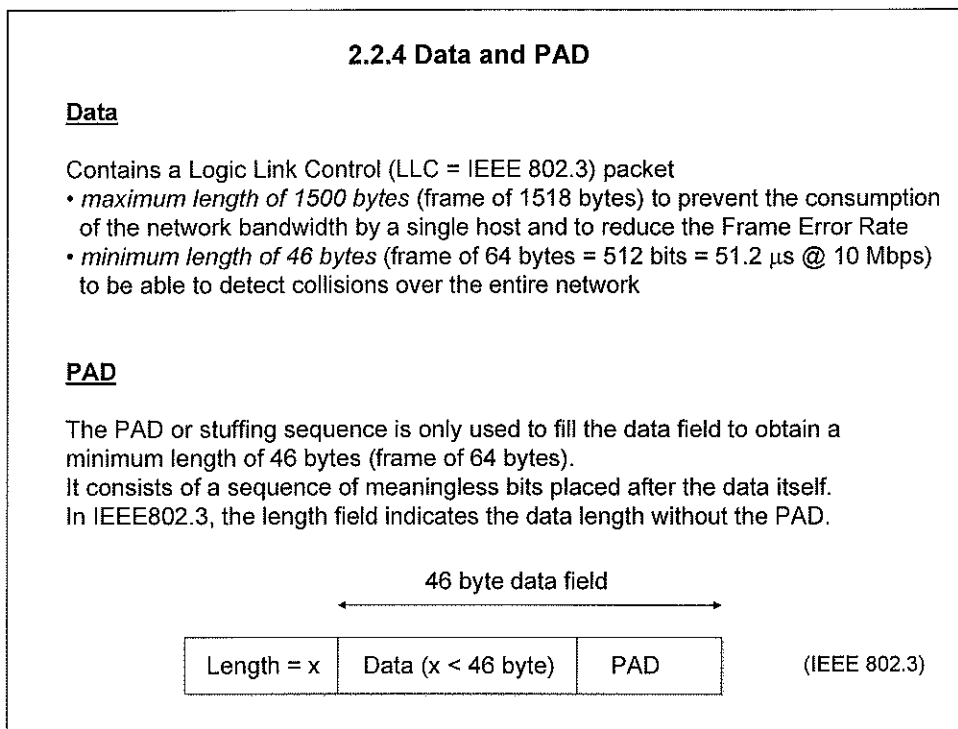 2.2.4 Data and PAD
Data
Contains a Logic Link Control (LLC = IEEE 802.3) packet
• maximum length of 1500 bytes (frame of 1518 bytes) to prevent the consumption
of the network bandwidth by a single host and to reduce the Frame Error Rate
• minimum length of 46 bytes (frame of 64 bytes = 512 bits = 51.2 μs @ 10 Mbps)
to be able to detect collisions over the entire network
PAD
The PAD or stuffing sequence is only used to fill the data field to obtain a
minimum length of 46 bytes (frame of 64 bytes).
It consists of a sequence of meaningless bits placed after the data itself.
In IEEE802.3, the length field indicates the data length without the PAD.
46 byte data field
Length = x Data (x < 46 byte) PAD (IEEE 802.3)